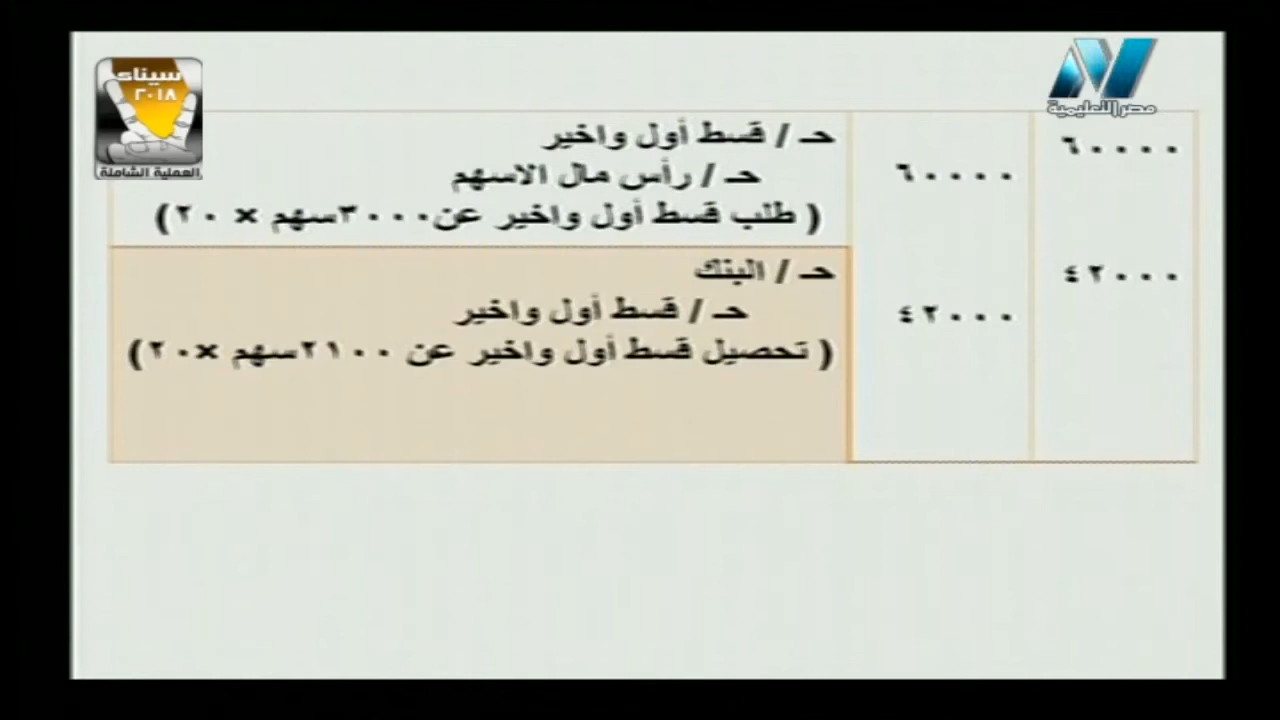 سيناء
٢٠١٨
العملية الشاملة
مصر التعليمية
٦٠٠٠٠ حـ / قسط أول واخير
٦٠٠٠٠ حـ / رأس مال الاسهم
( طلب قسط أول واخير عن٣٠٠٠سهم × ٢٠)
٤٢٠٠٠ حـ / البنك
٤٢٠٠٠ حـ / قسط أول واخير
( تحصيل قسط أول واخير عن ٢١٠٠سهم ×٢٠)